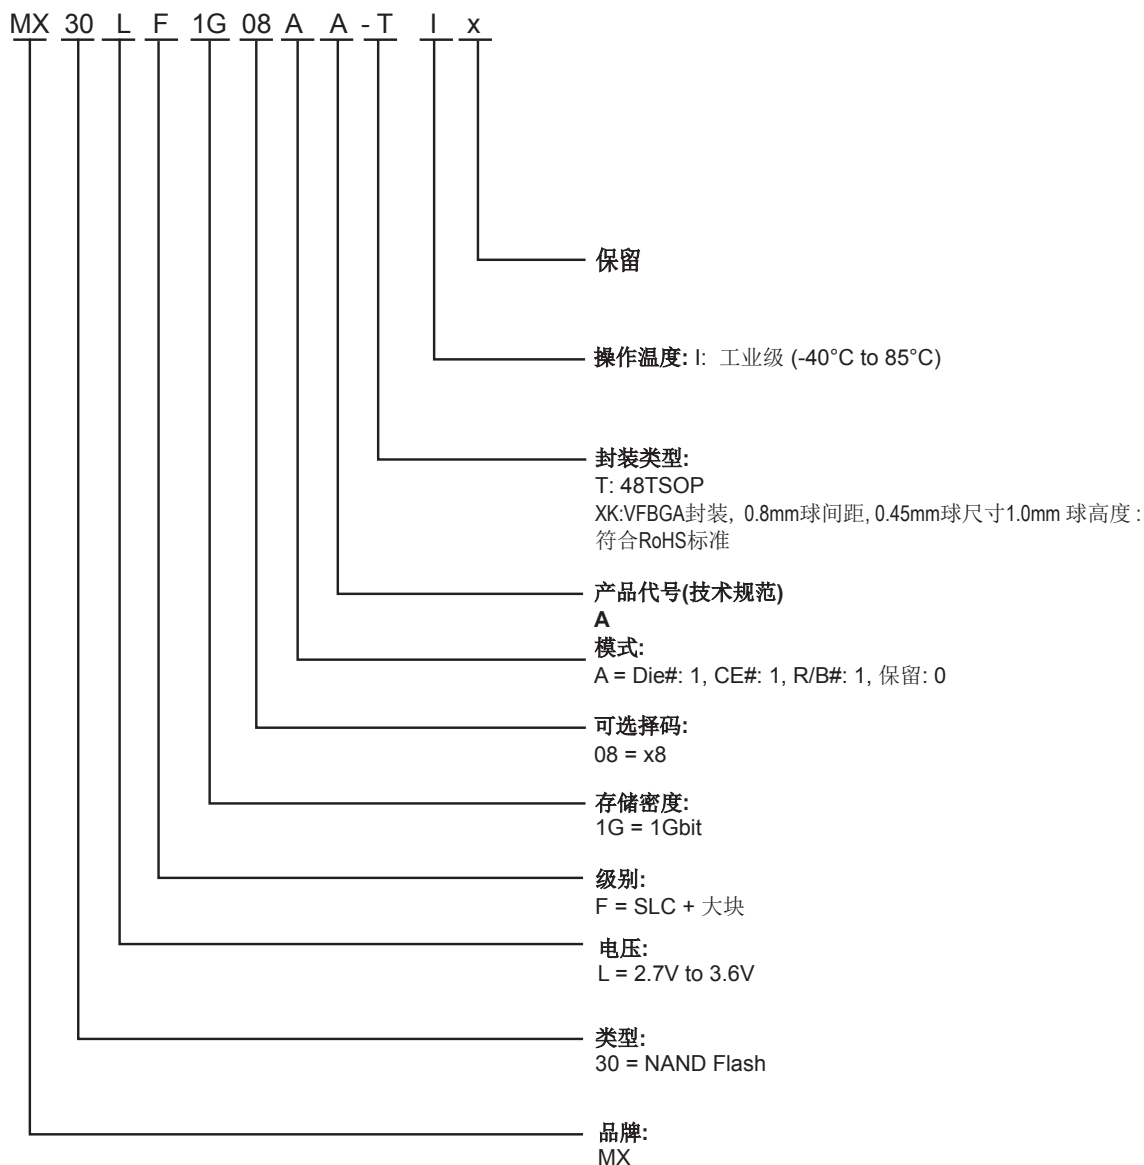 MX 30 L F 1G 08 A A - T I x
保留
操作温度: I: 工业级 (-40°C to 85°C)
封装类型:
T: 48TSOP
XK:VFBGA封装, 0.8mm球间距, 0.45mm球尺寸1.0mm 球高度 :
符合RoHS标准
产品代号(技术规范)
A
模式:
A = Die#: 1, CE#: 1, R/B#: 1, 保留: 0
可选择码:
08 = x8
存储密度:
1G = 1Gbit
级别:
F = SLC + 大块
电压:
L = 2.7V to 3.6V
类型:
30 = NAND Flash
品牌:
MX